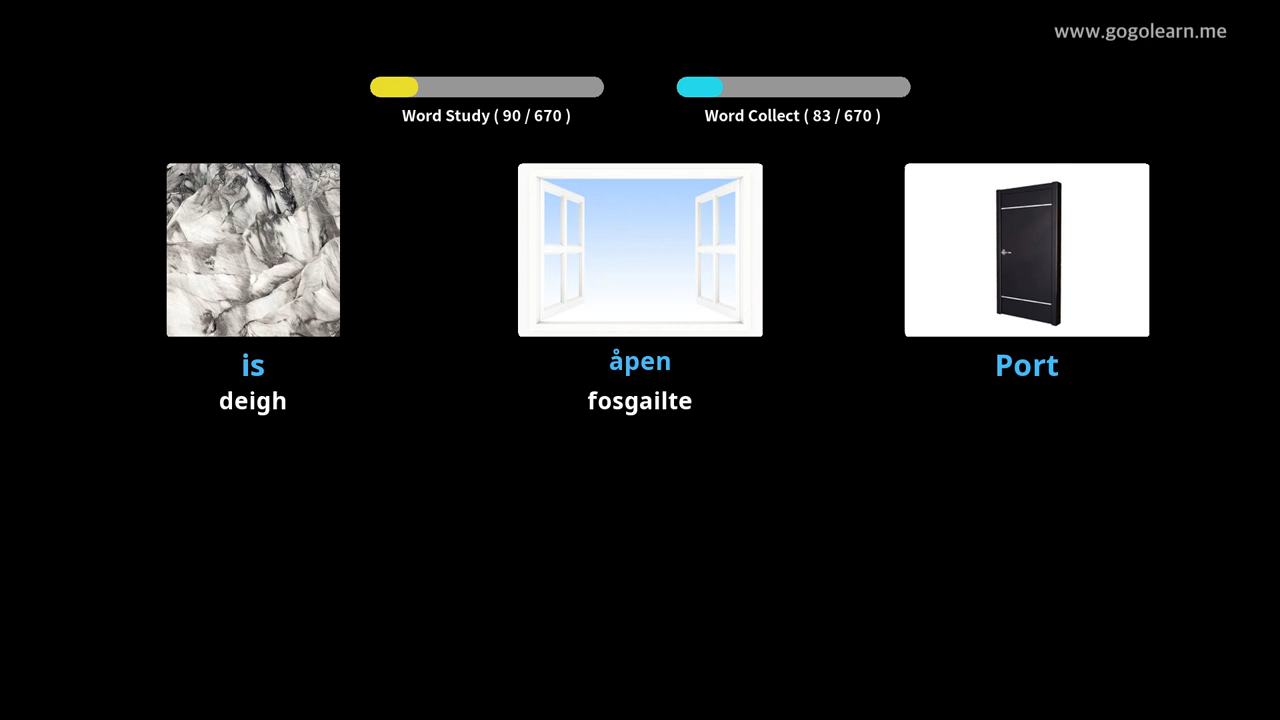 www.gogolearn.me
Word Study ( 90 / 670 )
Word Collect ( 83 / 670 )
is
deigh
åpen
fosgailte
Port